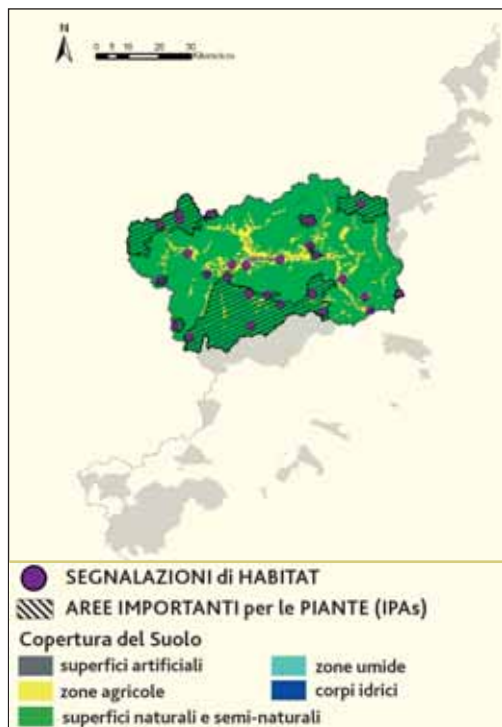 N
0 5 10 20 30
Kilometers
SEGNALAZIONI di HABITAT
AREE IMPORTANTI per le PIANTE (IPAs)
Copertura del Suolo
superfici artificiali
zone umide
zone agricole
corpi idrici
superfici naturali e semi-naturali